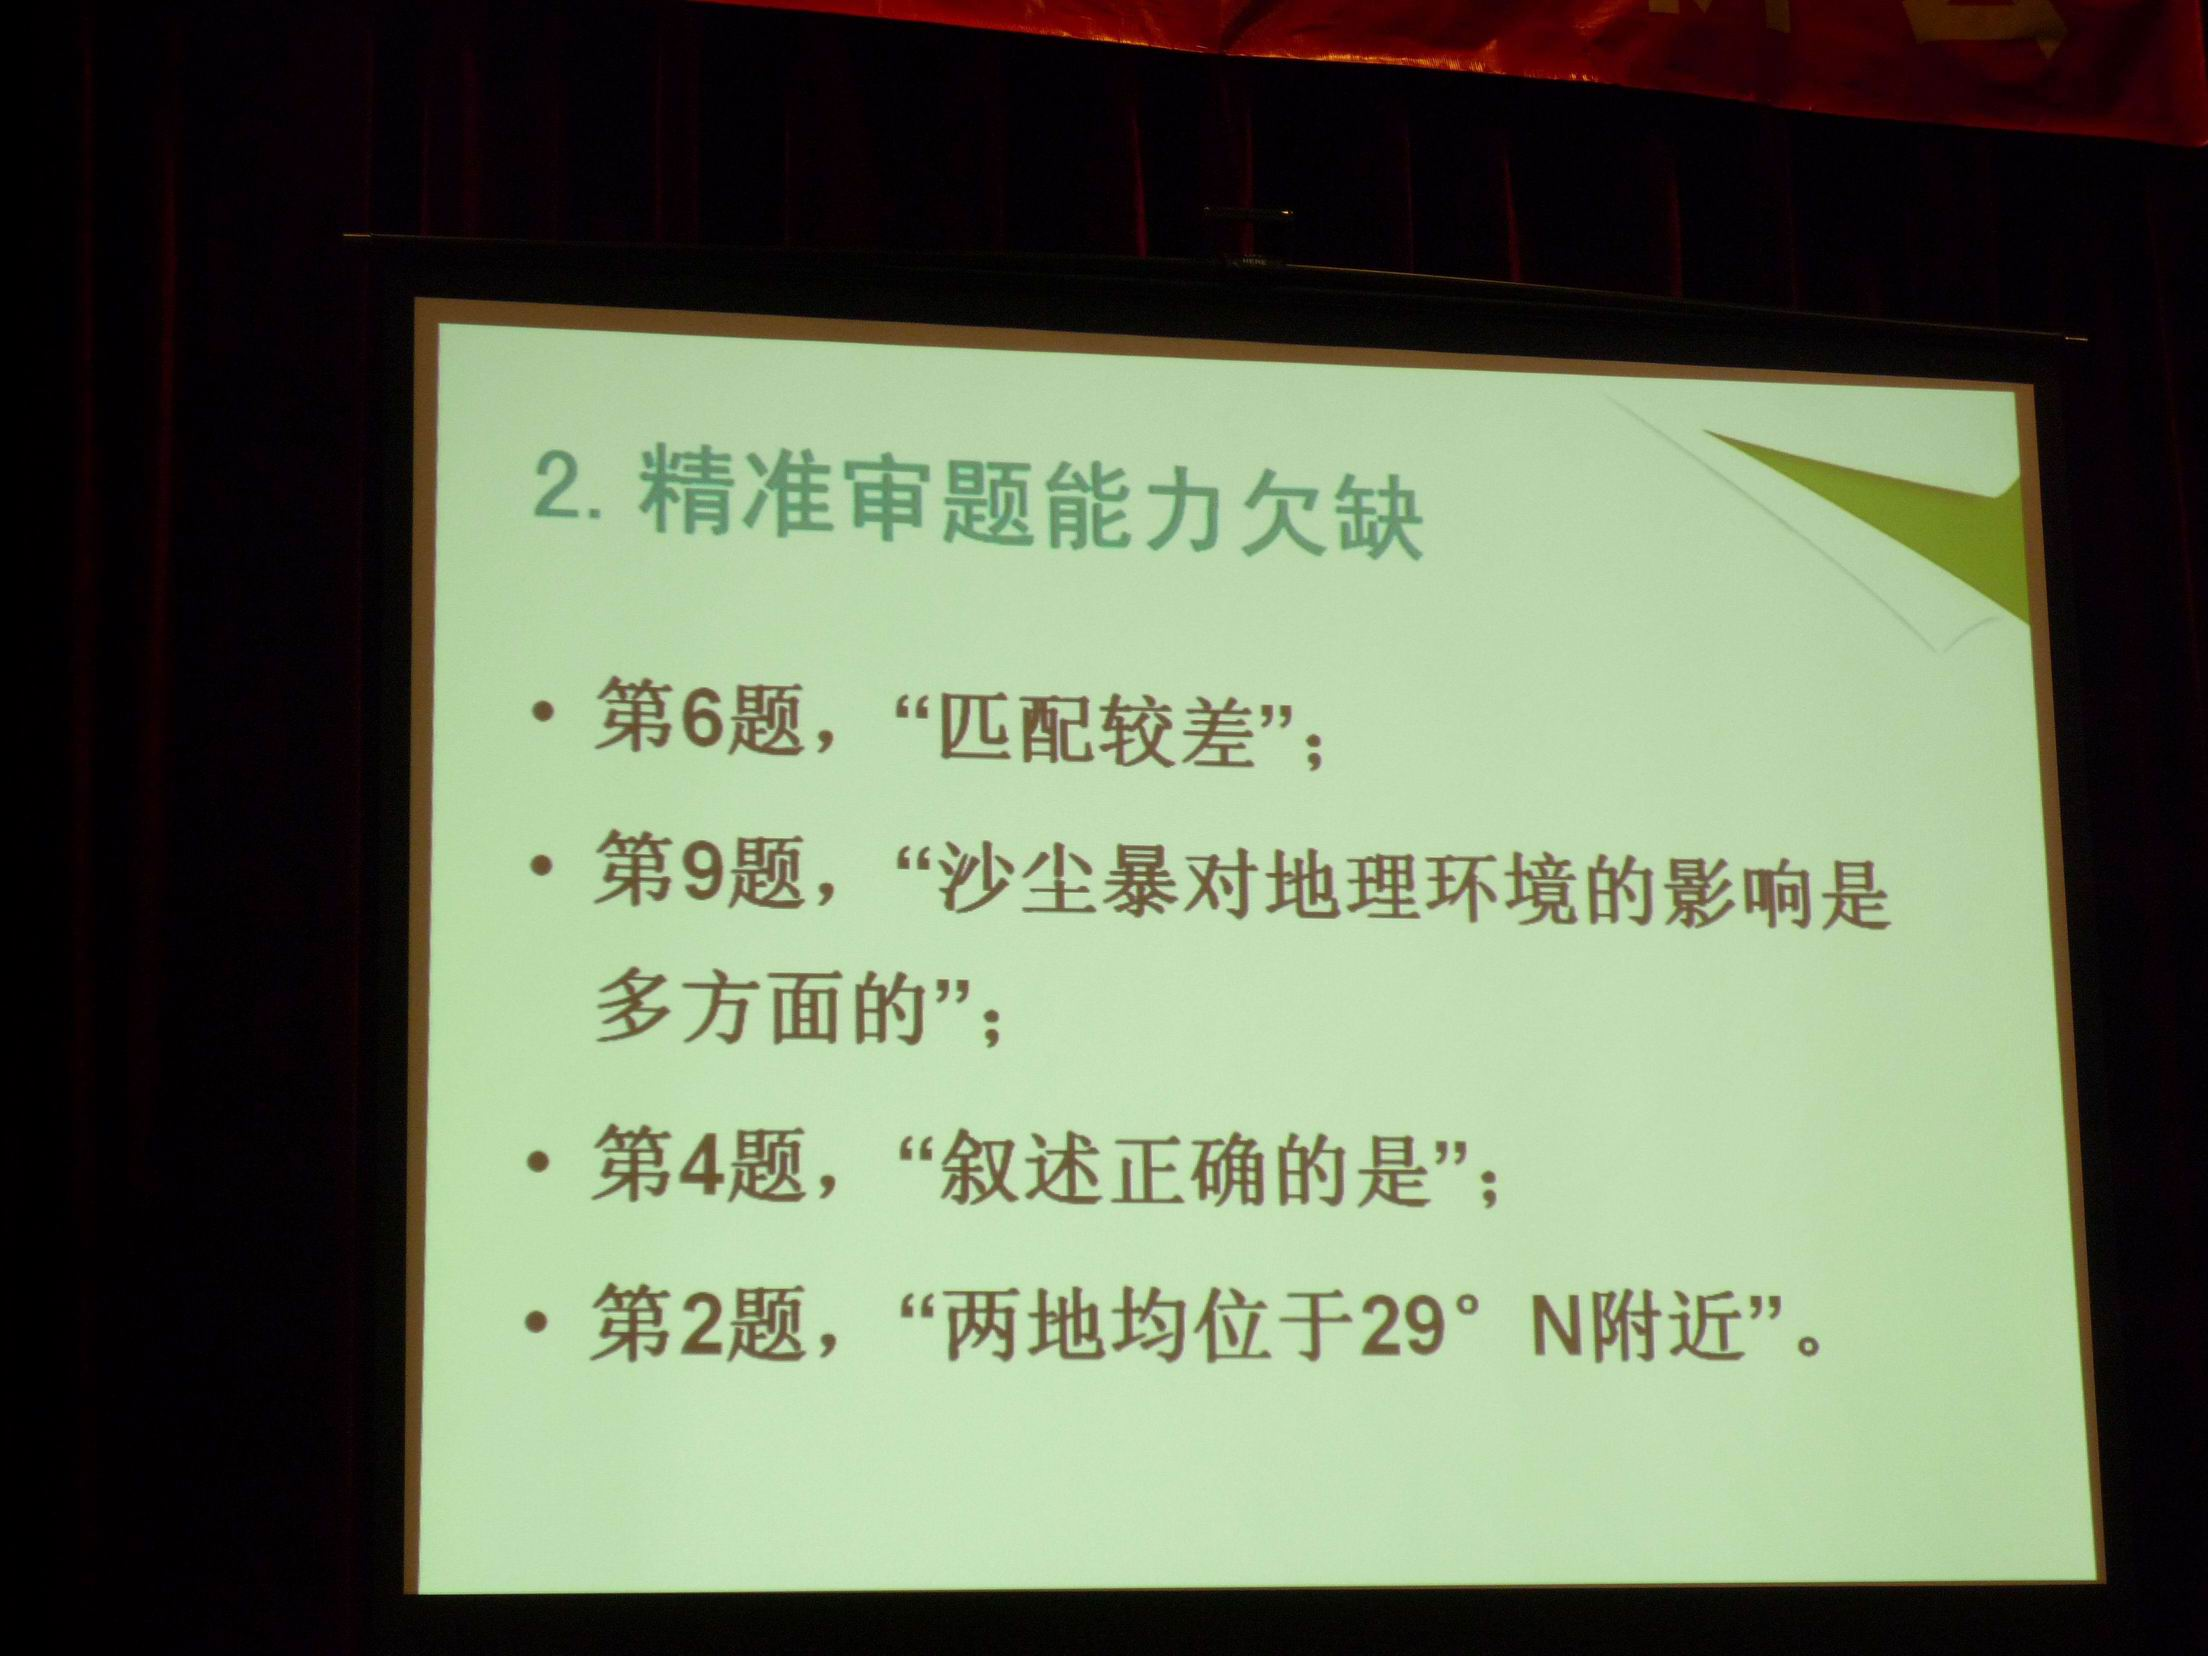 2. 精准审题能力欠缺
• 第6题，“匹配较差”；
• 第9题，“沙尘暴对地理环境的影响是
多方面的”；
• 第4题，“叙述正确的是”；
• 第2题，“两地均位于29°N附近”。